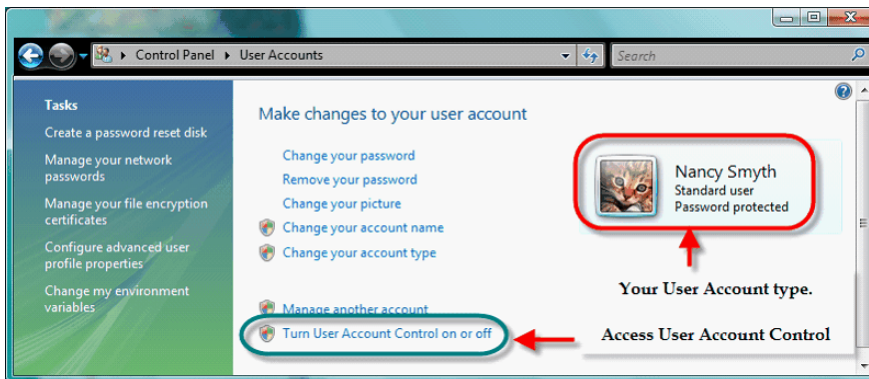 Control Panel
User Accounts
Search
Tasks
Create a password reset disk
Manage your network
passwords
Manage your file encryption
certificates
Configure advanced user
profile properties
Change my environment
variables
Make changes to your user account
Change your password
Remove your password
Change your picture
Change your account name
Change your account type
Manage another account
Turn User Account Control on or off
Nancy Smyth
Standard user
Password protected
Your User Account type.
Access User Account Control